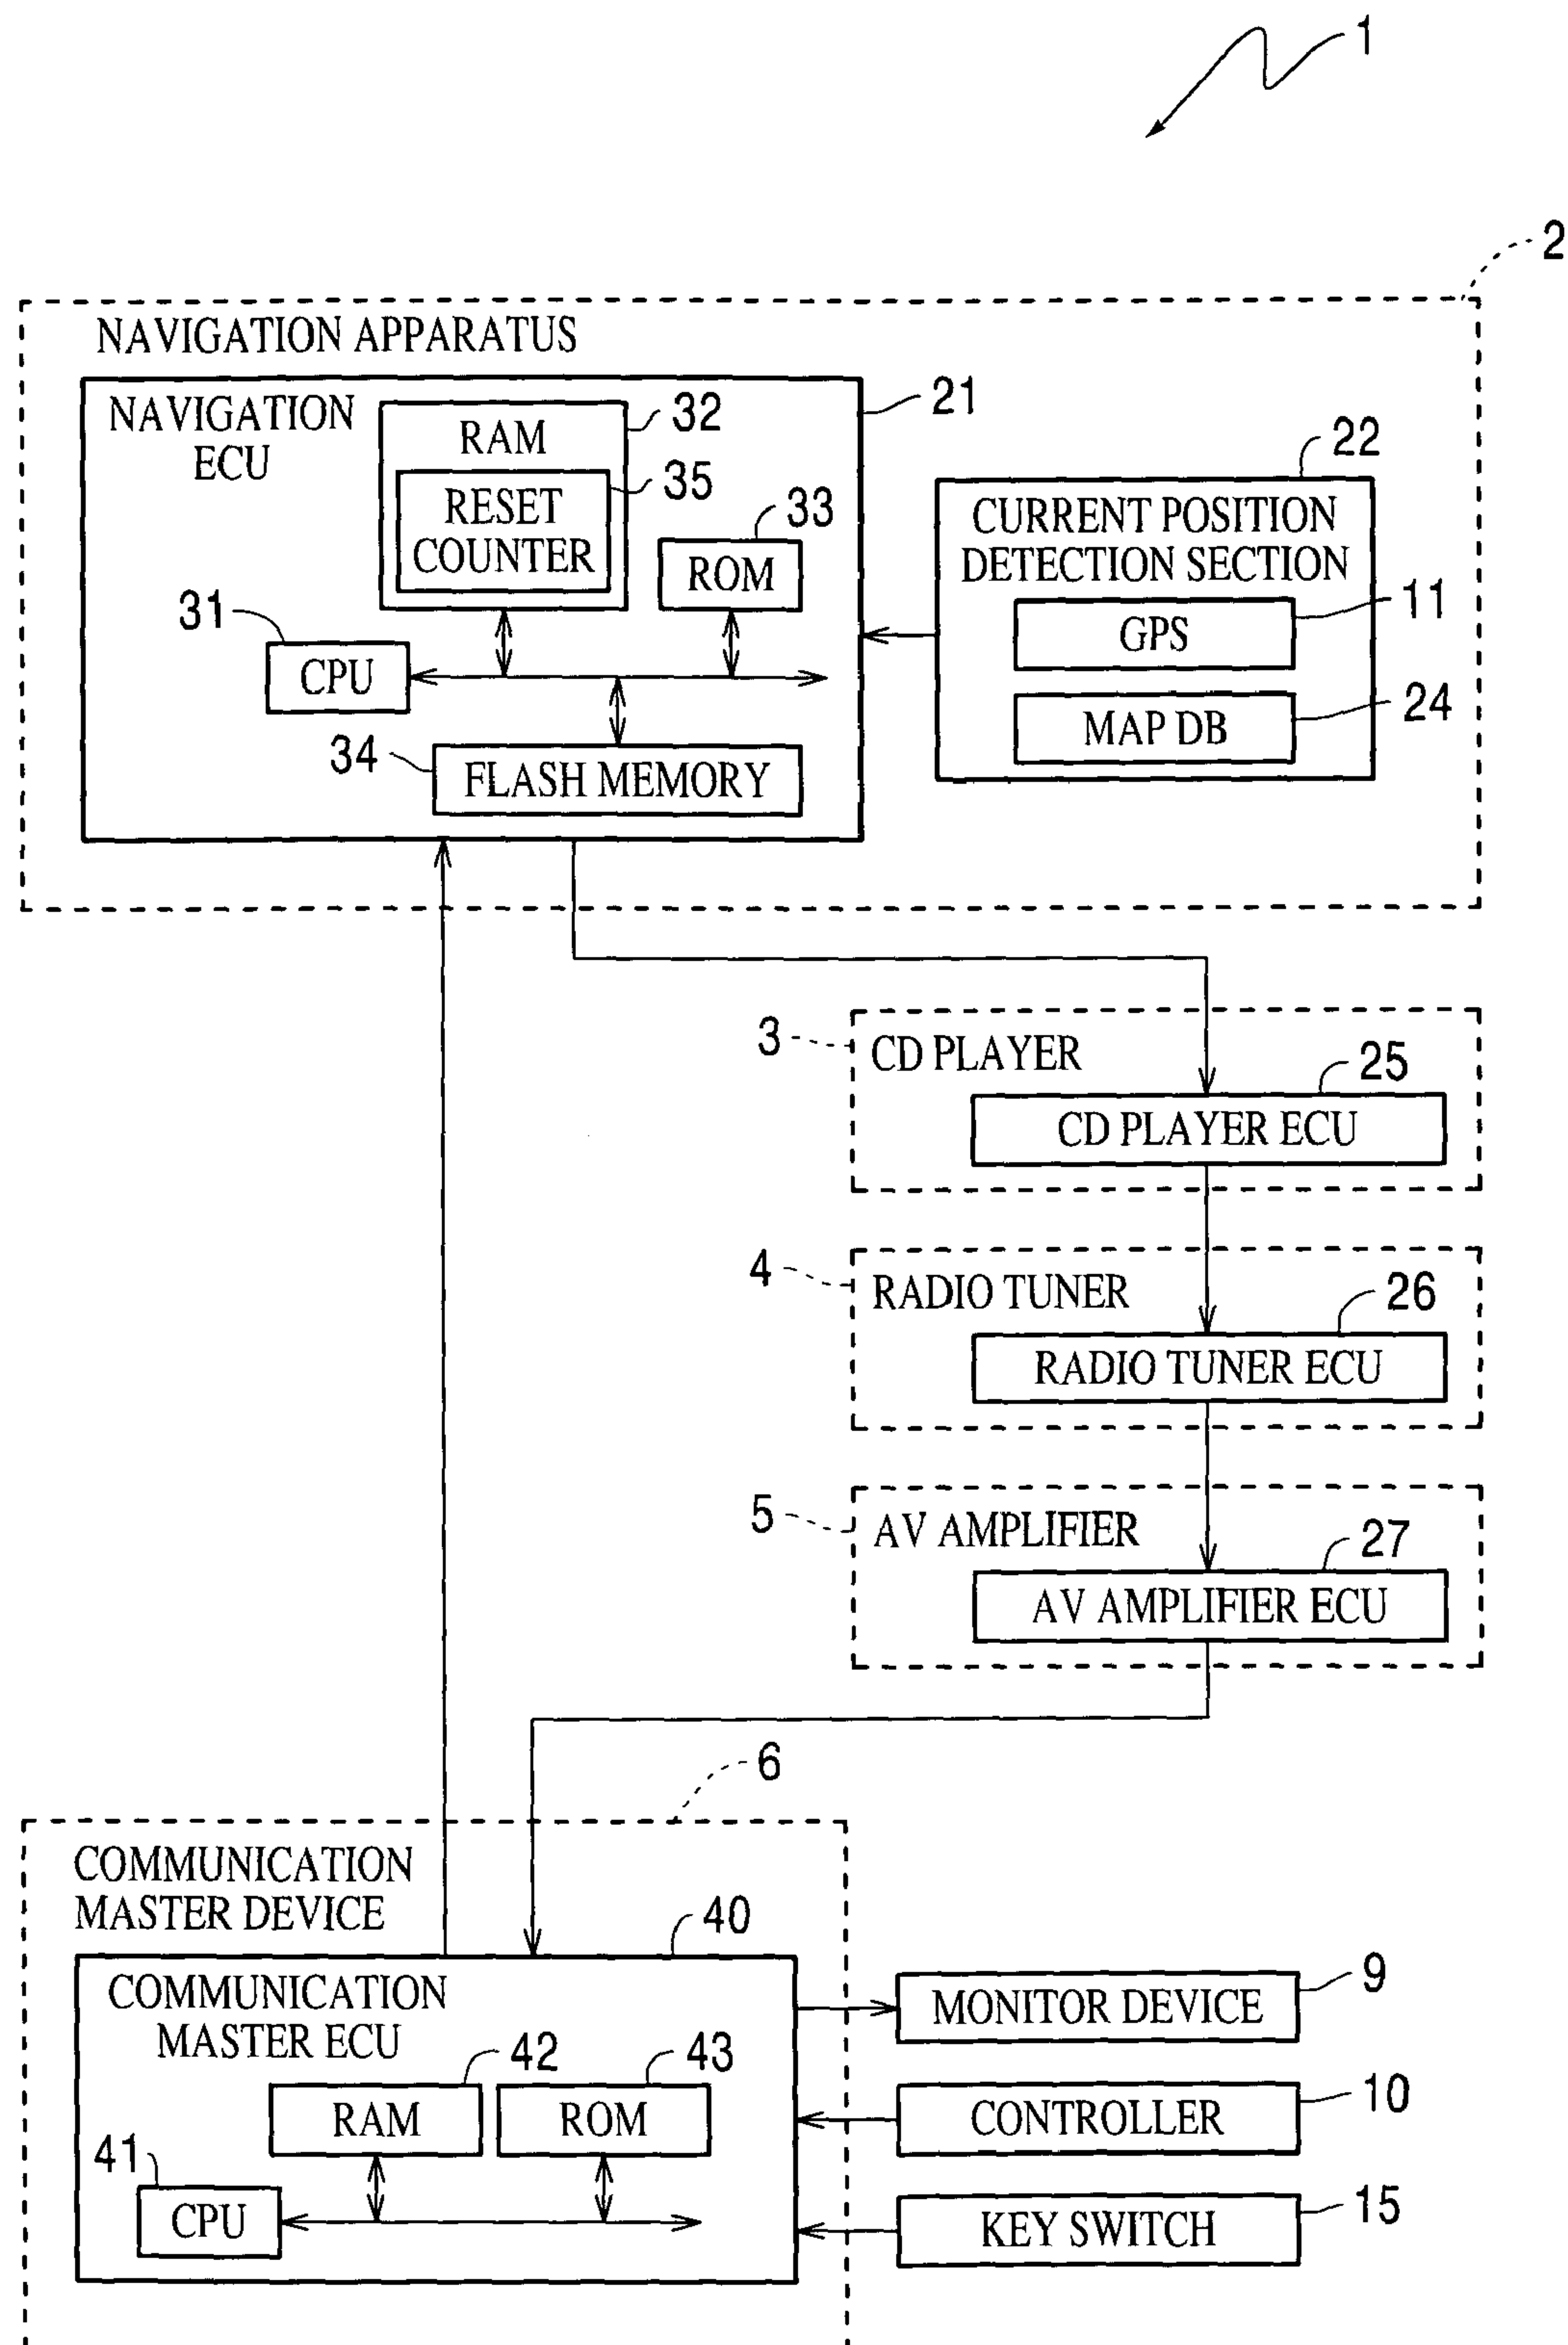 1
2
NAVIGATION APPARATUS
NAVIGATION
ECU
RAM
32
21
RESET
COUNTER
35
33
ROM
22
CURRENT POSITION
DETECTION SECTION
GPS
11
MAP DB
24
31
CPU
34
FLASH MEMORY
3
CD PLAYER
25
CD PLAYER ECU
4
RADIO TUNER
26
RADIO TUNER ECU
5
AV AMPLIFIER
27
AV AMPLIFIER ECU
6
COMMUNICATION
MASTER DEVICE
40
COMMUNICATION
MASTER ECU
42
43
RAM
ROM
41
CPU
MONITOR DEVICE
9
CONTROLLER
10
KEY SWITCH
15